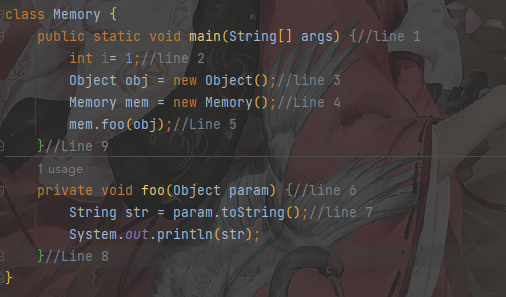 class Memory {
public static void main(String[] args) {//line 1
int i= 1;//line 2
Object obj = new Object();//line 3
Memory mem = new Memory();//Line 4
mem.foo(obj);//Line 5
}//Line 9
1 usage
private void foo(Object param) {//line 6
String str = param.toString();//line 7
System.out.println(str);
}//Line 8
}